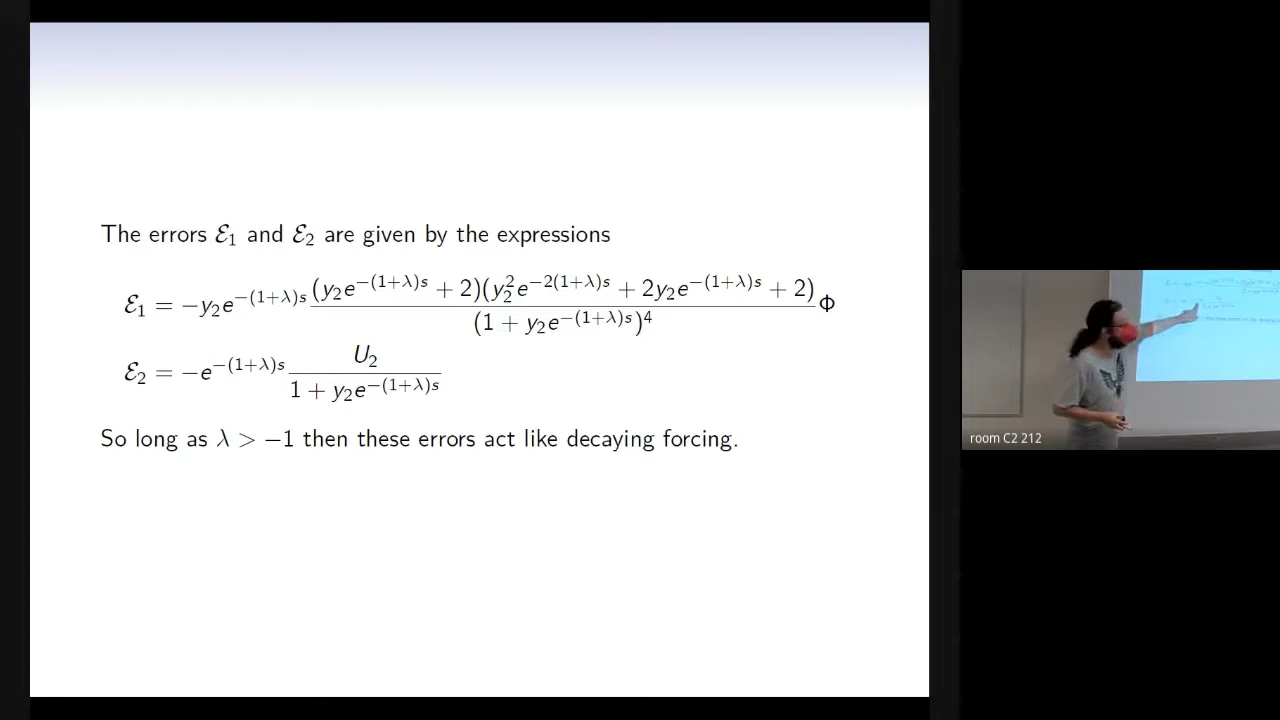 The errors ℰ₁ and ℰ₂ are given by the expressions
ℰ₁ = −y₂e^{−(1+λ)s} \frac{(y₂e^{−(1+λ)s} + 2)(y₂²e^{−2(1+λ)s} + 2y₂e^{−(1+λ)s} + 2)}{(1 + y₂e^{−(1+λ)s})⁴} Φ
ℰ₂ = −e^{−(1+λ)s} \frac{U₂}{1 + y₂e^{−(1+λ)s}}
So long as λ > −1 then these errors act like decaying forcing.
room C2 212